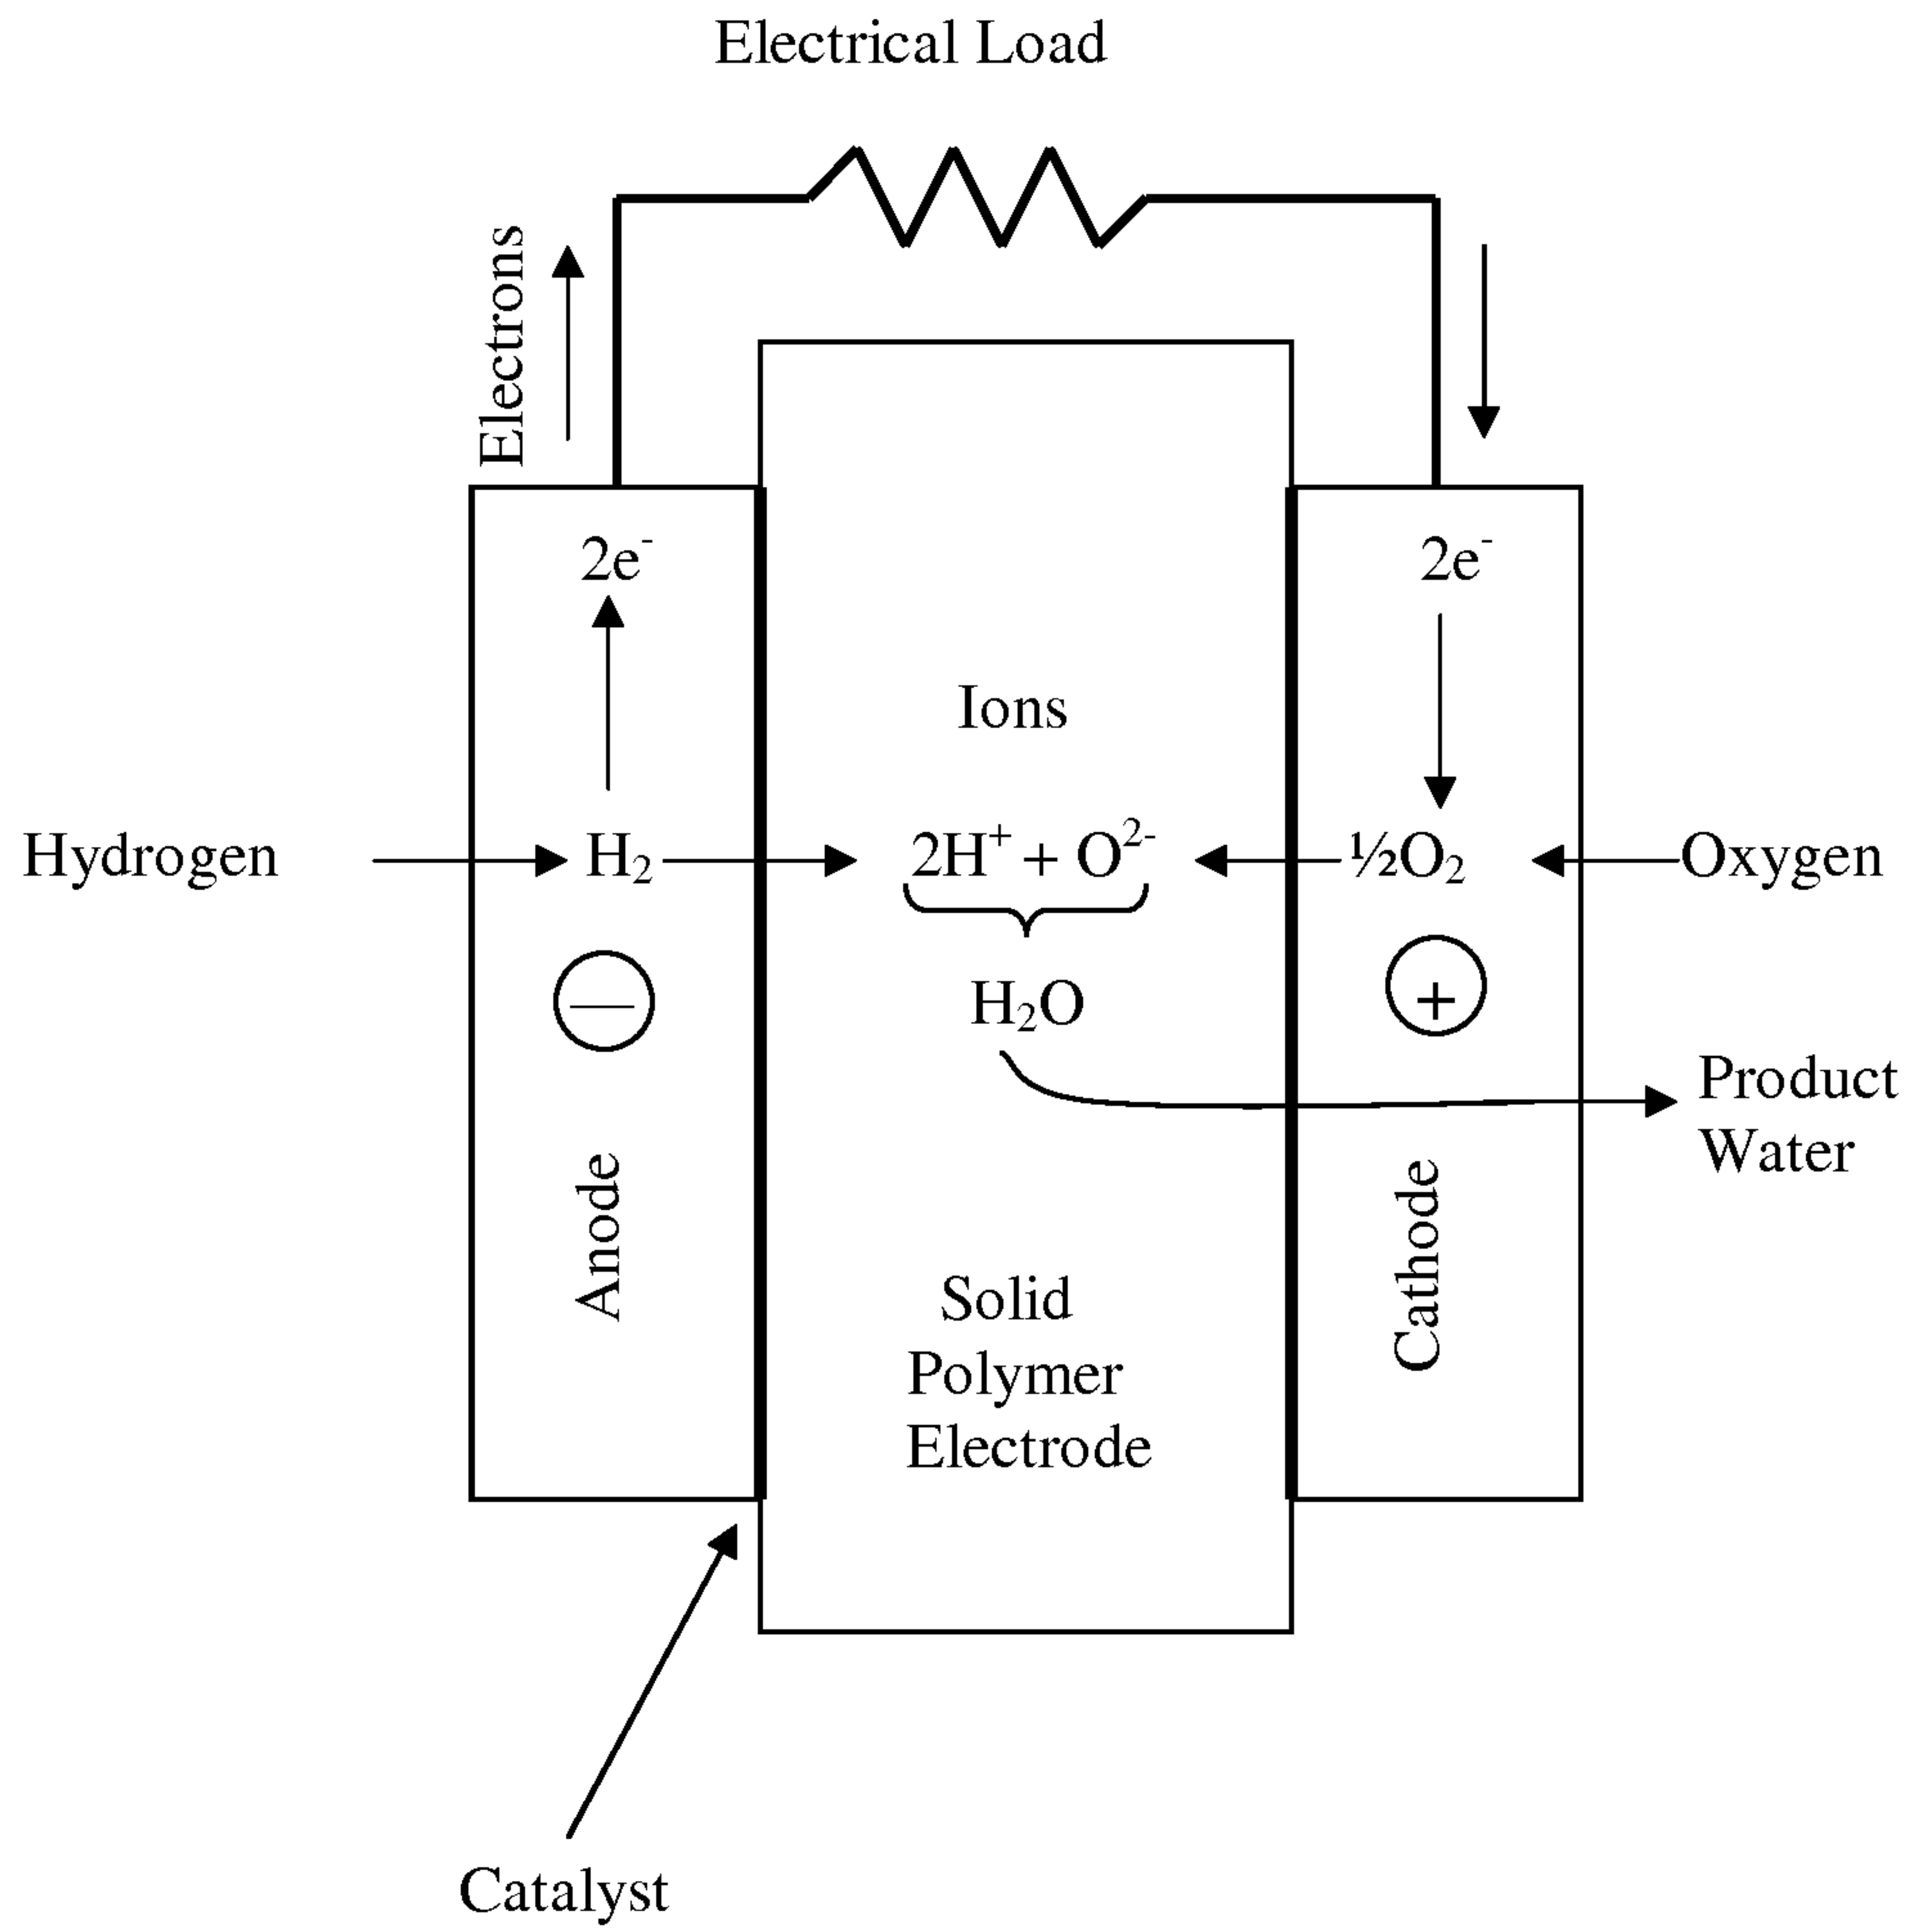 Electrical Load
Electrons
2e⁻
2e⁻
Ions
Hydrogen
H₂
2H⁺ + O²⁻
½O₂
Oxygen
H₂O
+
Product
Water
Anode
Cathode
Solid
Polymer
Electrode
Catalyst